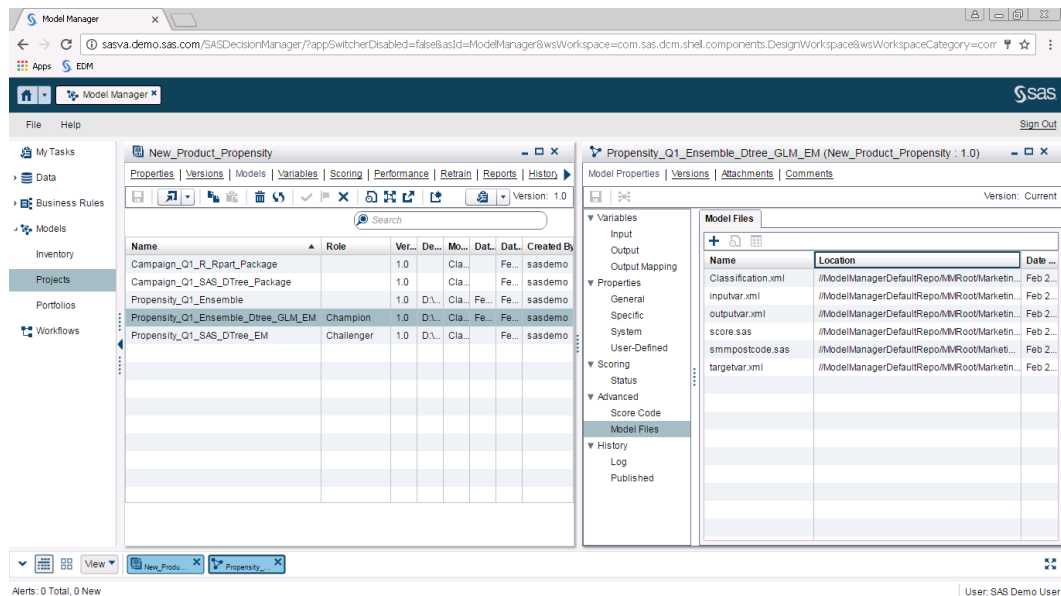 Model Manager
sasva.demo.sas.com/SASDecisionManager/?appSwitcherDisabled=false&asId=ModelManager&wsWorkspace=com.sas.dcm.shell.components.DesignWorkspace&wsWorkspaceCategory=com
Apps EDM
Model Manager sas
File Help Sign Out
My Tasks
Data
Business Rules
Models
Inventory
Projects
Portfolios
Workflows
New_Product_Propensity
Properties | Versions | Models | Variables | Scoring | Performance | Retrain | Reports | History
Version: 1.0
Search
Name Role Ver... De... Mo... Dat... Dat... Created By
Campaign_Q1_R_Rpart_Package 1.0 Cla... Fe... sasdemo
Campaign_Q1_SAS_DTree_Package 1.0 Cla... Fe... sasdemo
Propensity_Q1_Ensemble 1.0 D:\... Cla... Fe... Fe... sasdemo
Propensity_Q1_Ensemble_Dtree_GLM_EM Champion 1.0 D:\... Cla... Fe... Fe... sasdemo
Propensity_Q1_SAS_DTree_EM Challenger 1.0 D:\... Cla... Fe... sasdemo
Propensity_Q1_Ensemble_Dtree_GLM_EM (New_Product_Propensity : 1.0)
Model Properties | Versions | Attachments | Comments
Version: Current
Variables
Input
Output
Output Mapping
Properties
General
Specific
System
User-Defined
Scoring
Status
Advanced
Score Code
Model Files
History
Log
Published
Model Files
Name Location Date ...
Classification.xml //ModelManagerDefaultRepo/MMRoot/Marketin... Feb 2...
inputvar.xml //ModelManagerDefaultRepo/MMRoot/Marketin... Feb 2...
outputvar.xml //ModelManagerDefaultRepo/MMRoot/Marketin... Feb 2...
score.sas //ModelManagerDefaultRepo/MMRoot/Marketin... Feb 2...
smmpostcode.sas //ModelManagerDefaultRepo/MMRoot/Marketi... Feb 2...
targetvar.xml //ModelManagerDefaultRepo/MMRoot/Marketin... Feb 2...
View New_Produ... Propensity_...
Alerts: 0 Total, 0 New User: SAS Demo User